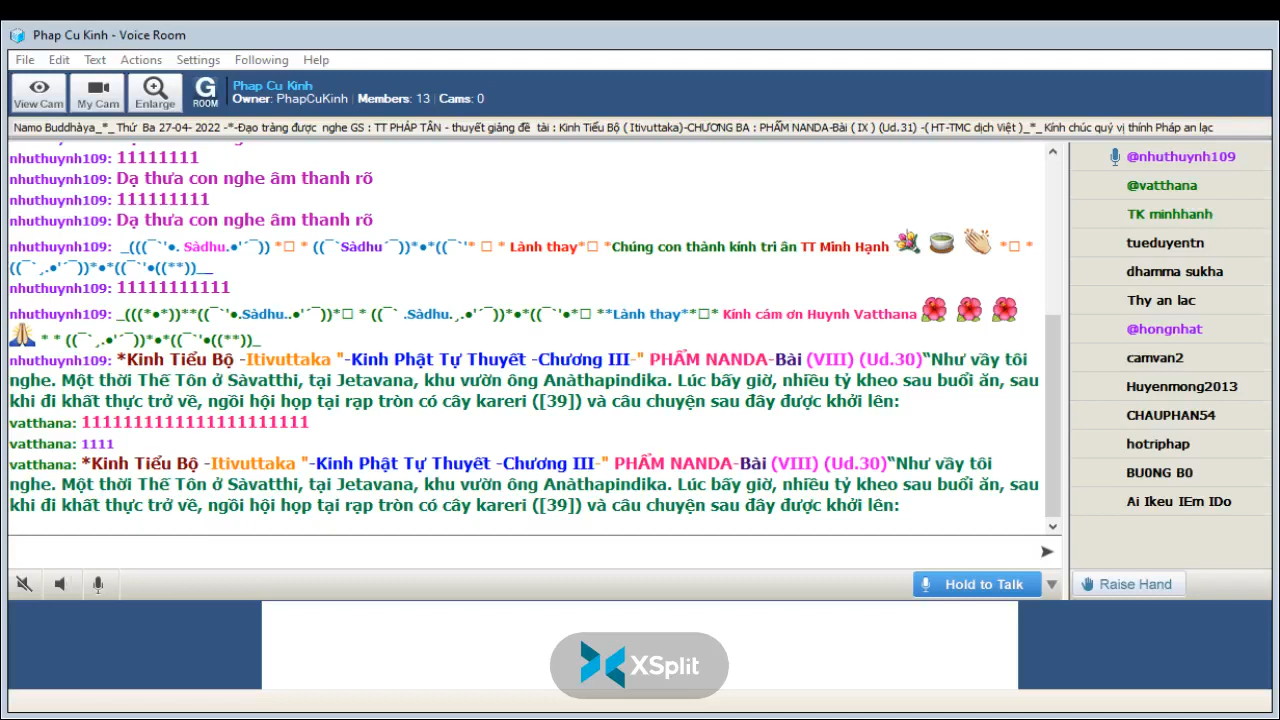 Phap Cu Kinh - Voice Room
File Edit Text Actions Settings Following Help
View Cam My Cam Enlarge G ROOM
Phap Cu Kinh
Owner: PhapCuKinh | Members: 13 | Cams: 0
Namo Buddhàya_*_ Thứ Ba 27-04- 2022 -*-Đạo tràng được nghe GS : TT PHÁP TÂN - thuyết giảng đề tài : Kinh Tiểu Bộ ( Itivuttaka)-CHƯƠNG BA : PHẨM NANDA-Bài ( IX ) (Ud.31) -( HT-TMC dịch Việt )_*_ Kính chúc quý vị thính Pháp an lạc
nhuthuynh109: 11111111
nhuthuynh109: Dạ thưa con nghe âm thanh rõ
nhuthuynh109: 111111111
nhuthuynh109: Dạ thưa con nghe âm thanh rõ
nhuthuynh109: _(((¯`'●. Sàdhu.●'´¯)) *□ * ((¯`Sàdhu´¯))*●*((¯`'* □ * Lành thay*□ *Chúng con thành kính tri ân TT Minh Hạnh *□ *
((¯`¸.●'´¯))*●*((¯`'●((**))__
nhuthuynh109: 11111111111
nhuthuynh109: _(((*●*))**((¯`'●.Sàdhu..●'´¯))*□ * ((¯` .Sàdhu.¸.●'´¯))*●*((¯`'●*□ **Lành thay**□* Kính cám ơn Huynh Vatthana
* * ((¯`¸.●'´¯))*●*((¯`'●((**))_
nhuthuynh109: *Kinh Tiểu Bộ -Itivuttaka "-Kinh Phật Tự Thuyết -Chương III-" PHẨM NANDA-Bài (VIII) (Ud.30)“Như vầy tôi
nghe. Một thời Thế Tôn ở Sàvatthi, tại Jetavana, khu vườn ông Anàthapindika. Lúc bấy giờ, nhiều tỷ kheo sau buổi ăn, sau
khi đi khất thực trở về, ngồi hội họp tại rạp tròn có cây kareri ([39]) và câu chuyện sau đây được khởi lên:
vatthana: 1111111111111111111111111
vatthana: 1111
vatthana: *Kinh Tiểu Bộ -Itivuttaka "-Kinh Phật Tự Thuyết -Chương III-" PHẨM NANDA-Bài (VIII) (Ud.30)“Như vầy tôi
nghe. Một thời Thế Tôn ở Sàvatthi, tại Jetavana, khu vườn ông Anàthapindika. Lúc bấy giờ, nhiều tỷ kheo sau buổi ăn, sau
khi đi khất thực trở về, ngồi hội họp tại rạp tròn có cây kareri ([39]) và câu chuyện sau đây được khởi lên:
@nhuthuynh109
@vatthana
TK minhhanh
tueduyentn
dhamma sukha
Thy an lac
@hongnhat
camvan2
Huyenmong2013
CHAUPHAN54
hotriphap
BU0NG B0
Ai Ikeu IEm IDo
Hold to Talk
Raise Hand
XSplit